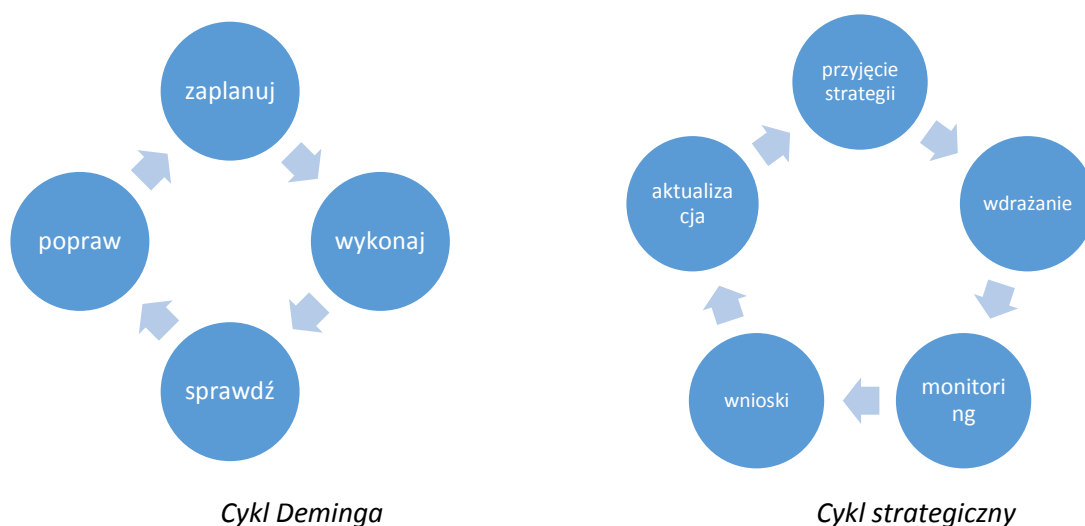 zaplanuj
wykonaj
sprawdź
popraw
Cykl Deminga
przyjęcie
strategii
wdrażanie
monitori
ng
wnioski
aktualiza
cja
Cykl strategiczny